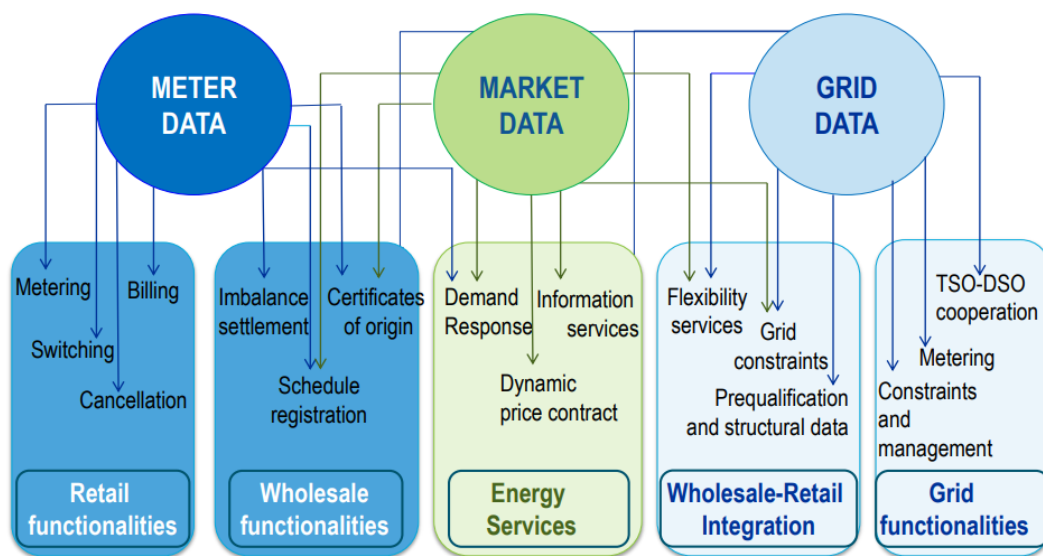 METER
DATA
MARKET
DATA
GRID
DATA
Metering
Billing
Switching
Cancellation
Retail
functionalities
Imbalance
settlement
Certificates
of origin
Schedule
registration
Wholesale
functionalities
Demand
Response
Information
services
Dynamic
price contract
Energy
Services
Flexibility
services
Grid
constraints
Prequalification
and structural data
Wholesale-Retail
Integration
TSO-DSO
cooperation
Metering
Constraints
and
management
Grid
functionalities